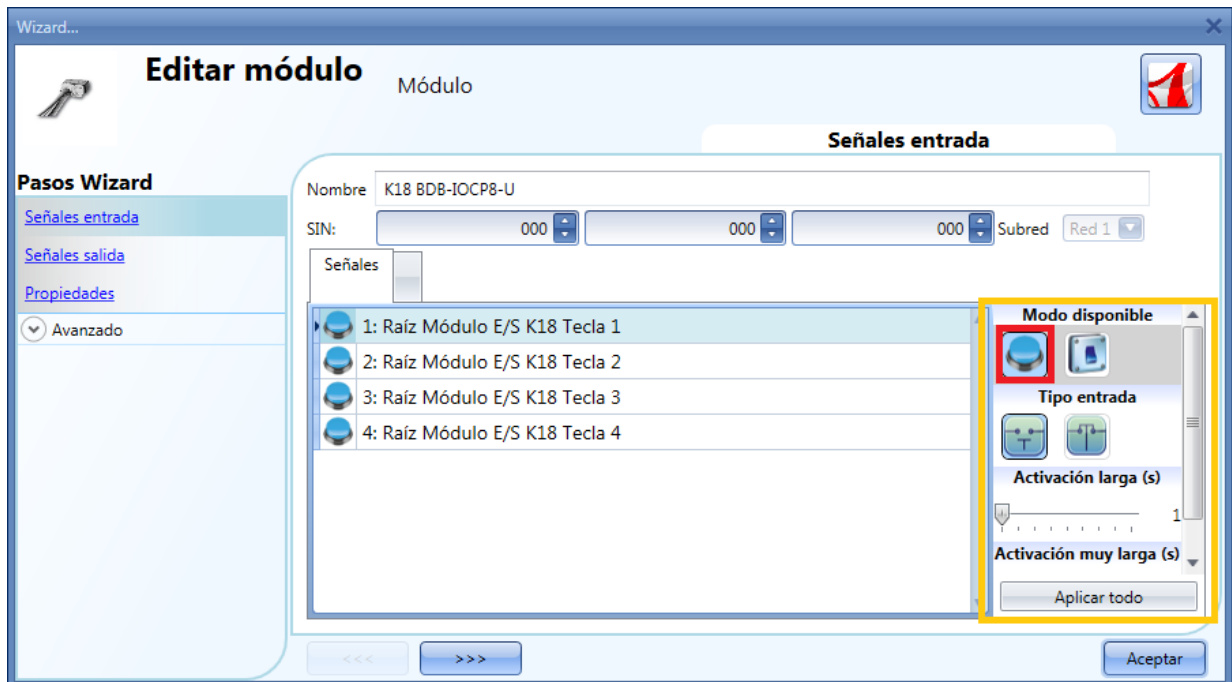 Wizard...
Editar módulo
Módulo
Señales entrada
Pasos Wizard
Señales entrada
Señales salida
Propiedades
Avanzado
Nombre K18 BDB-IOCP8-U
SIN: 000 000 000 Subred Red 1
Señales
1: Raíz Módulo E/S K18 Tecla 1
2: Raíz Módulo E/S K18 Tecla 2
3: Raíz Módulo E/S K18 Tecla 3
4: Raíz Módulo E/S K18 Tecla 4
Modo disponible
Tipo entrada
Activación larga (s)
1
Activación muy larga (s)
Aplicar todo
<<< >>> Aceptar